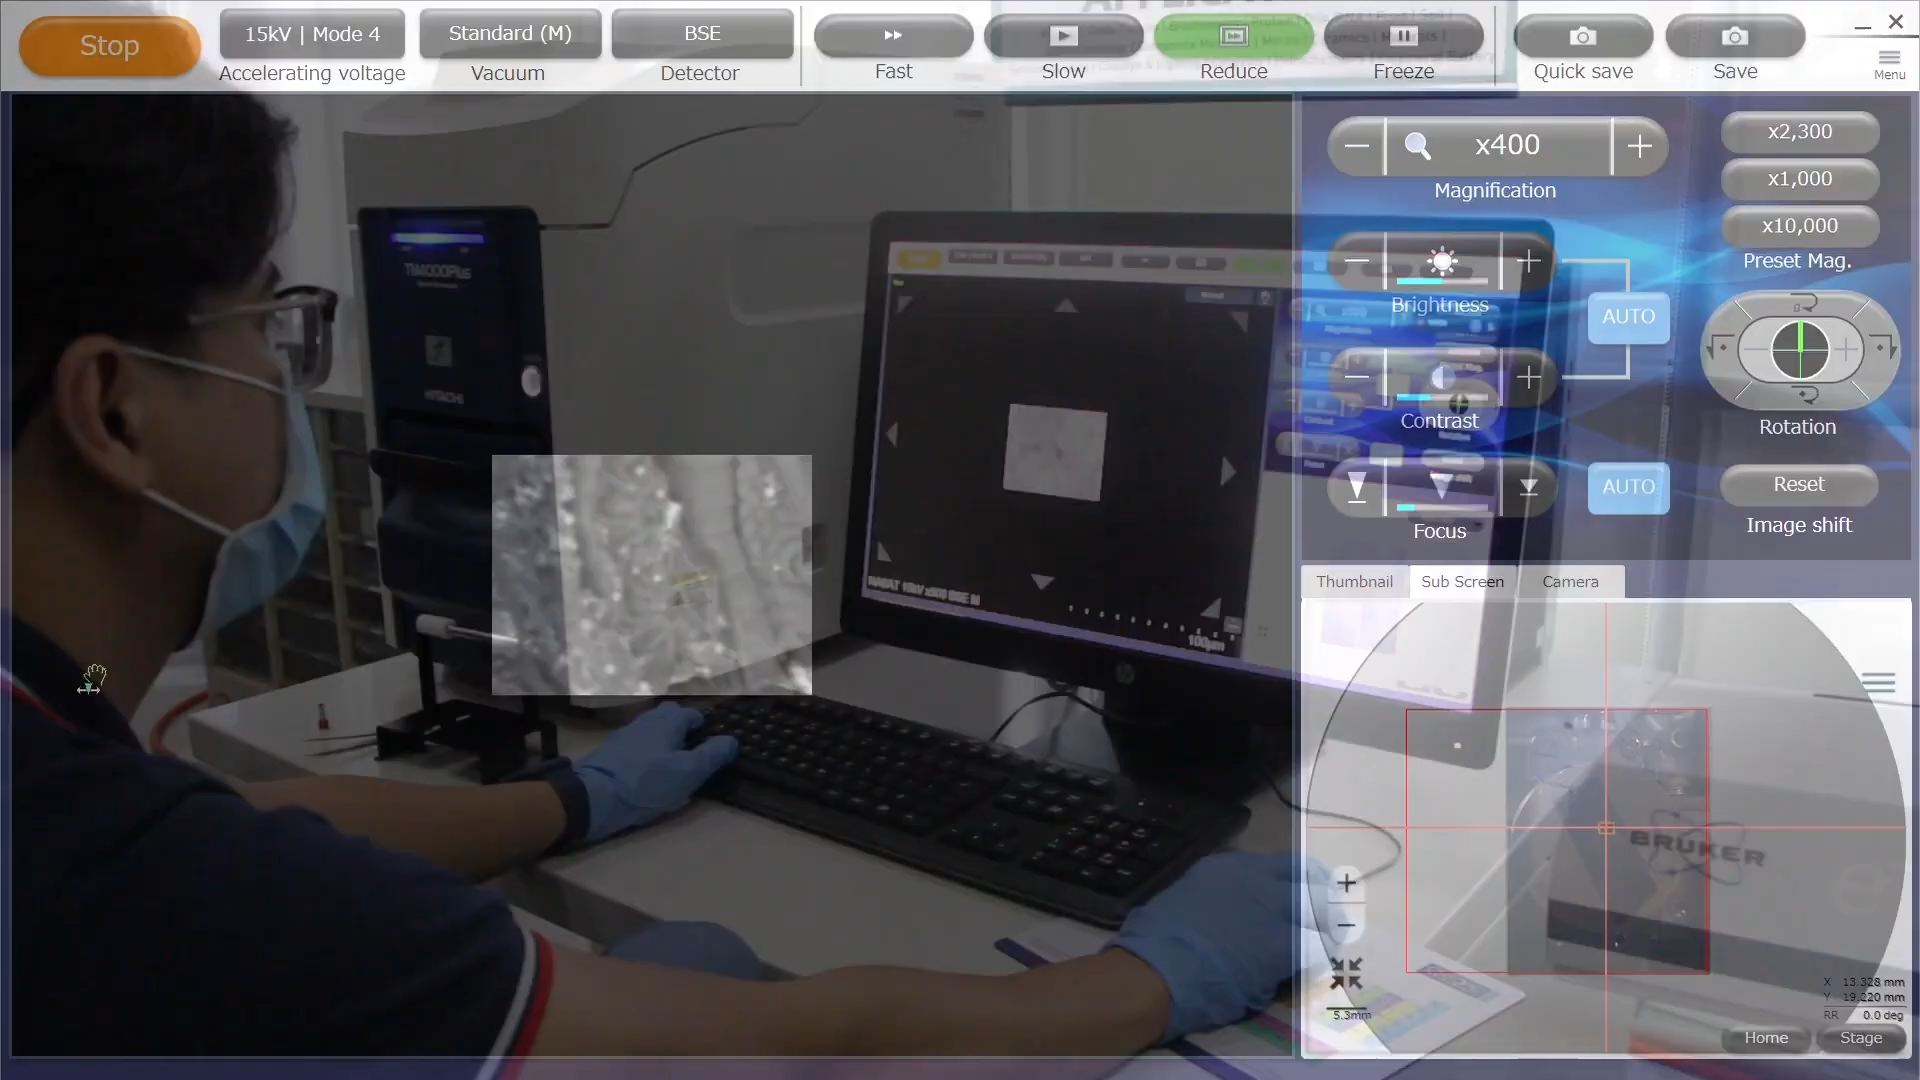 Stop
15kV | Mode 4
Accelerating voltage
Standard (M)
Vacuum
BSE
Detector
Fast
Slow
Reduce
Freeze
Quick save
Save
Menu
x400
Magnification
x2,300
x1,000
x10,000
Preset Mag.
Brightness
AUTO
Contrast
Rotation
AUTO
Focus
Reset
Image shift
TM4000Plus
HITACHI
100µm
Thumbnail
Sub Screen
Camera
BRUKER
5.3mm
X 13.328 mm
Y 19.220 mm
RR 0.0 deg
Home
Stage